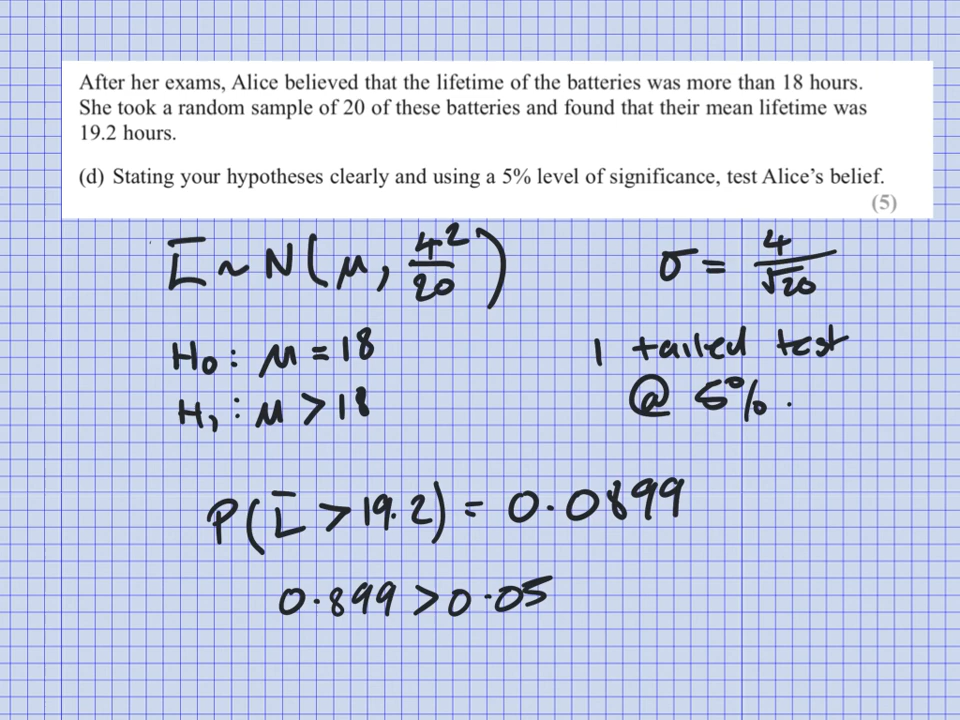 After her exams, Alice believed that the lifetime of the batteries was more than 18 hours.
She took a random sample of 20 of these batteries and found that their mean lifetime was
19.2 hours.
(d) Stating your hypotheses clearly and using a 5% level of significance, test Alice's belief.
(5)
L̄ ~ N(μ, 4²/20)
σ = 4/√20
H₀ : μ = 18
H₁ : μ > 18
1 tailed test
@ 5%.
P(L̄ > 19.2) = 0.0899
0.899 > 0.05